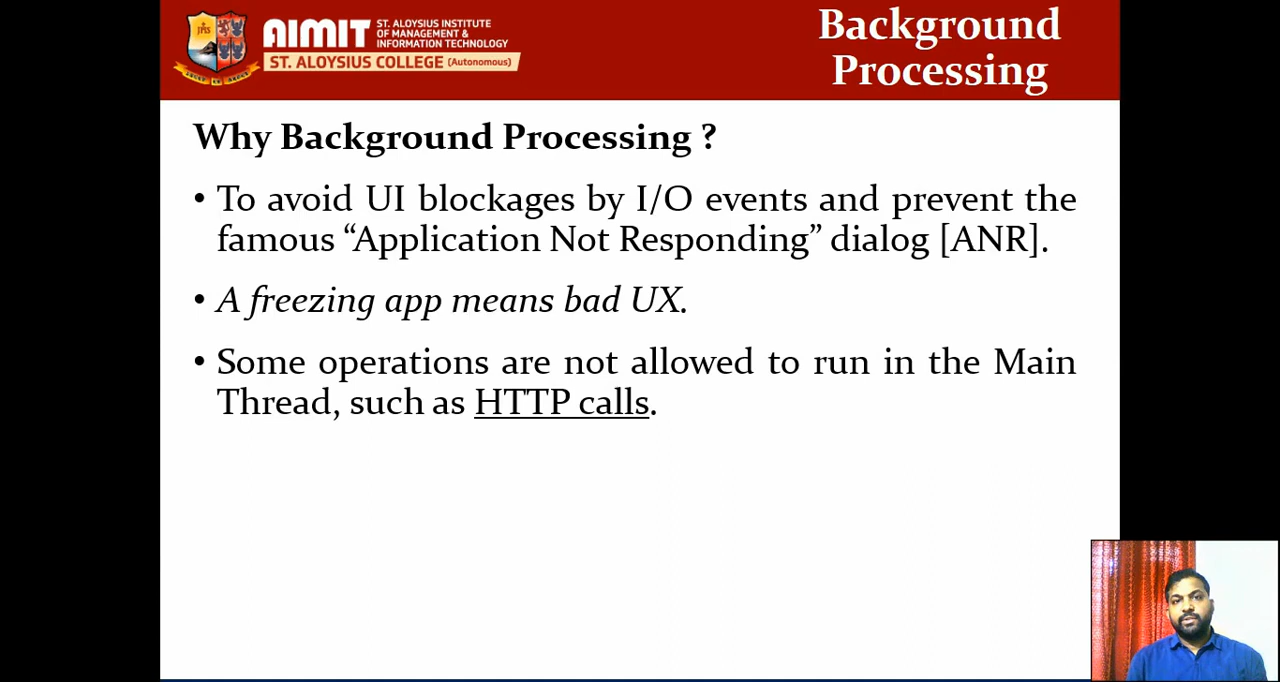 AIMIT
ST. ALOYSIUS INSTITUTE
OF MANAGEMENT &
INFORMATION TECHNOLOGY
ST. ALOYSIUS COLLEGE (Autonomous)
Background
Processing
Why Background Processing ?
• To avoid UI blockages by I/O events and prevent the
famous “Application Not Responding” dialog [ANR].
• A freezing app means bad UX.
• Some operations are not allowed to run in the Main
Thread, such as HTTP calls.